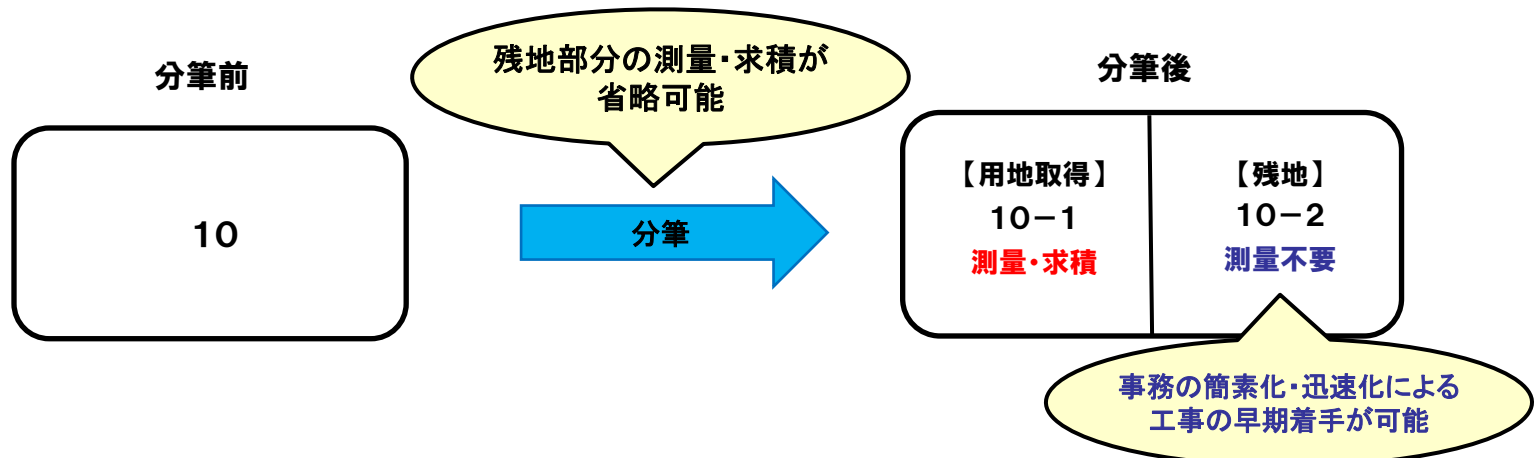 分筆前
10
残地部分の測量・求積が
省略可能
分筆
分筆後
【用地取得】
10－1
測量・求積
【残地】
10－2
測量不要
事務の簡素化・迅速化による
工事の早期着手が可能